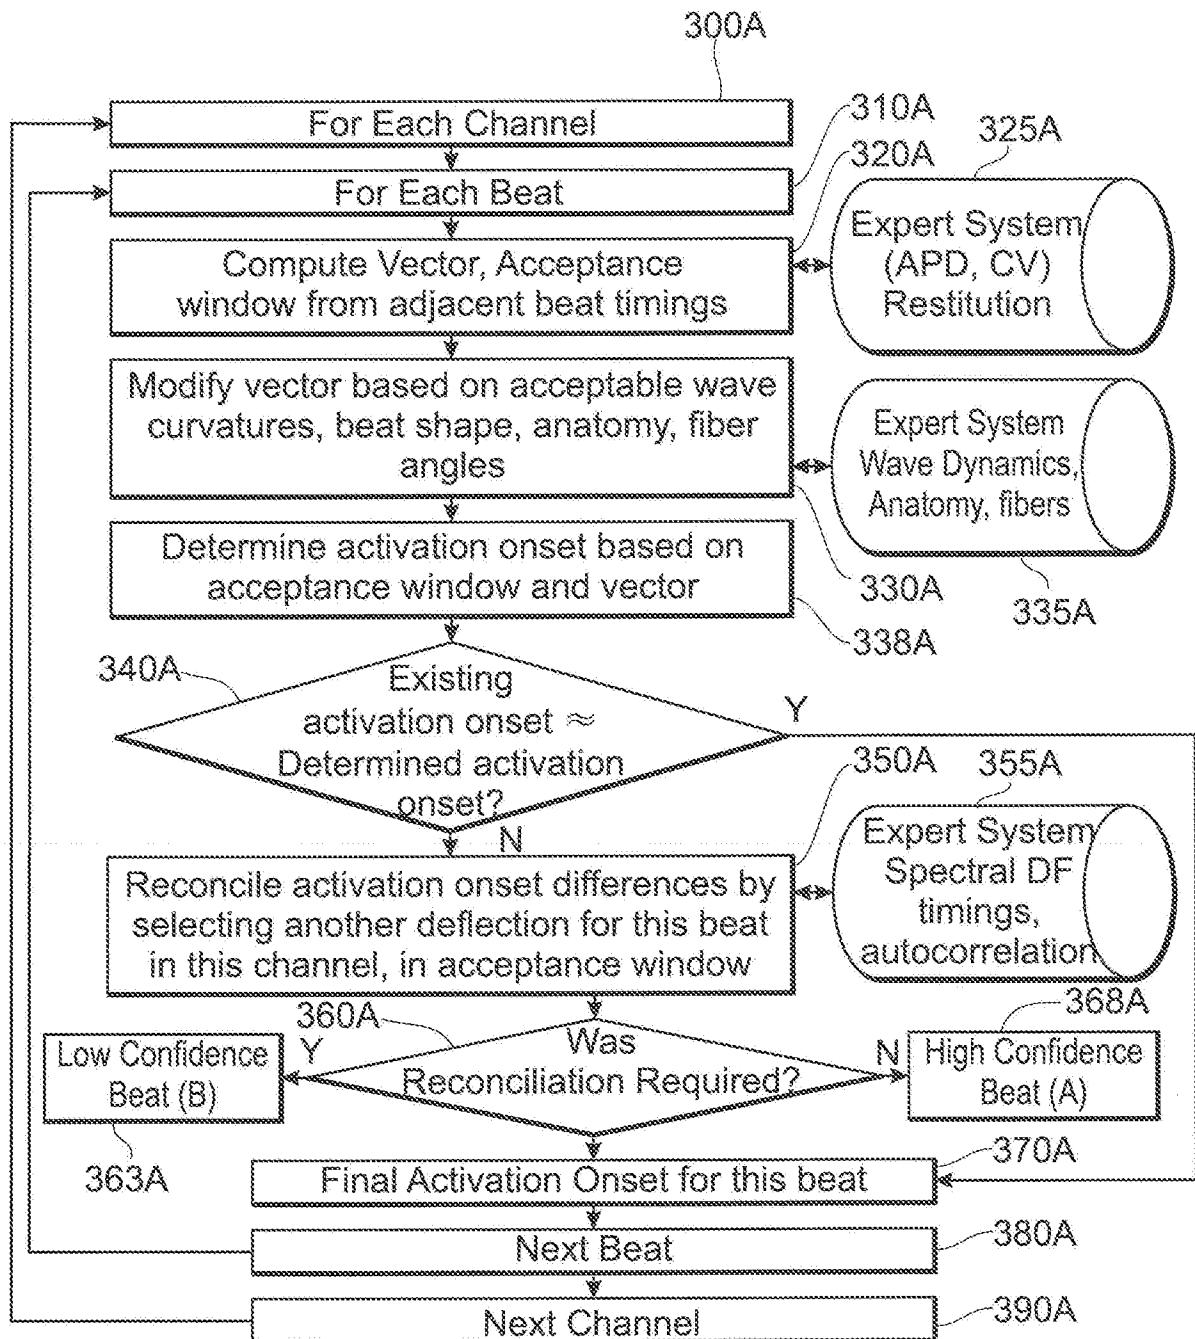 300A
For Each Channel
310A
For Each Beat
320A
325A
Compute Vector, Acceptance
window from adjacent beat timings
Expert System
(APD, CV)
Restitution
Modify vector based on acceptable wave
curvatures, beat shape, anatomy, fiber
angles
Expert System
Wave Dynamics,
Anatomy, fibers
330A
335A
Determine activation onset based on
acceptance window and vector
338A
340A
Existing
activation onset ≈
Determined activation
onset?
Y
N
350A
355A
Reconcile activation onset differences by
selecting another deflection for this beat
in this channel, in acceptance window
Expert System
Spectral DF
timings,
autocorrelation
360A
368A
Low Confidence
Beat (B)
Y
Was
Reconciliation Required?
N
High Confidence
Beat (A)
363A
370A
Final Activation Onset for this beat
Next Beat
380A
Next Channel
390A